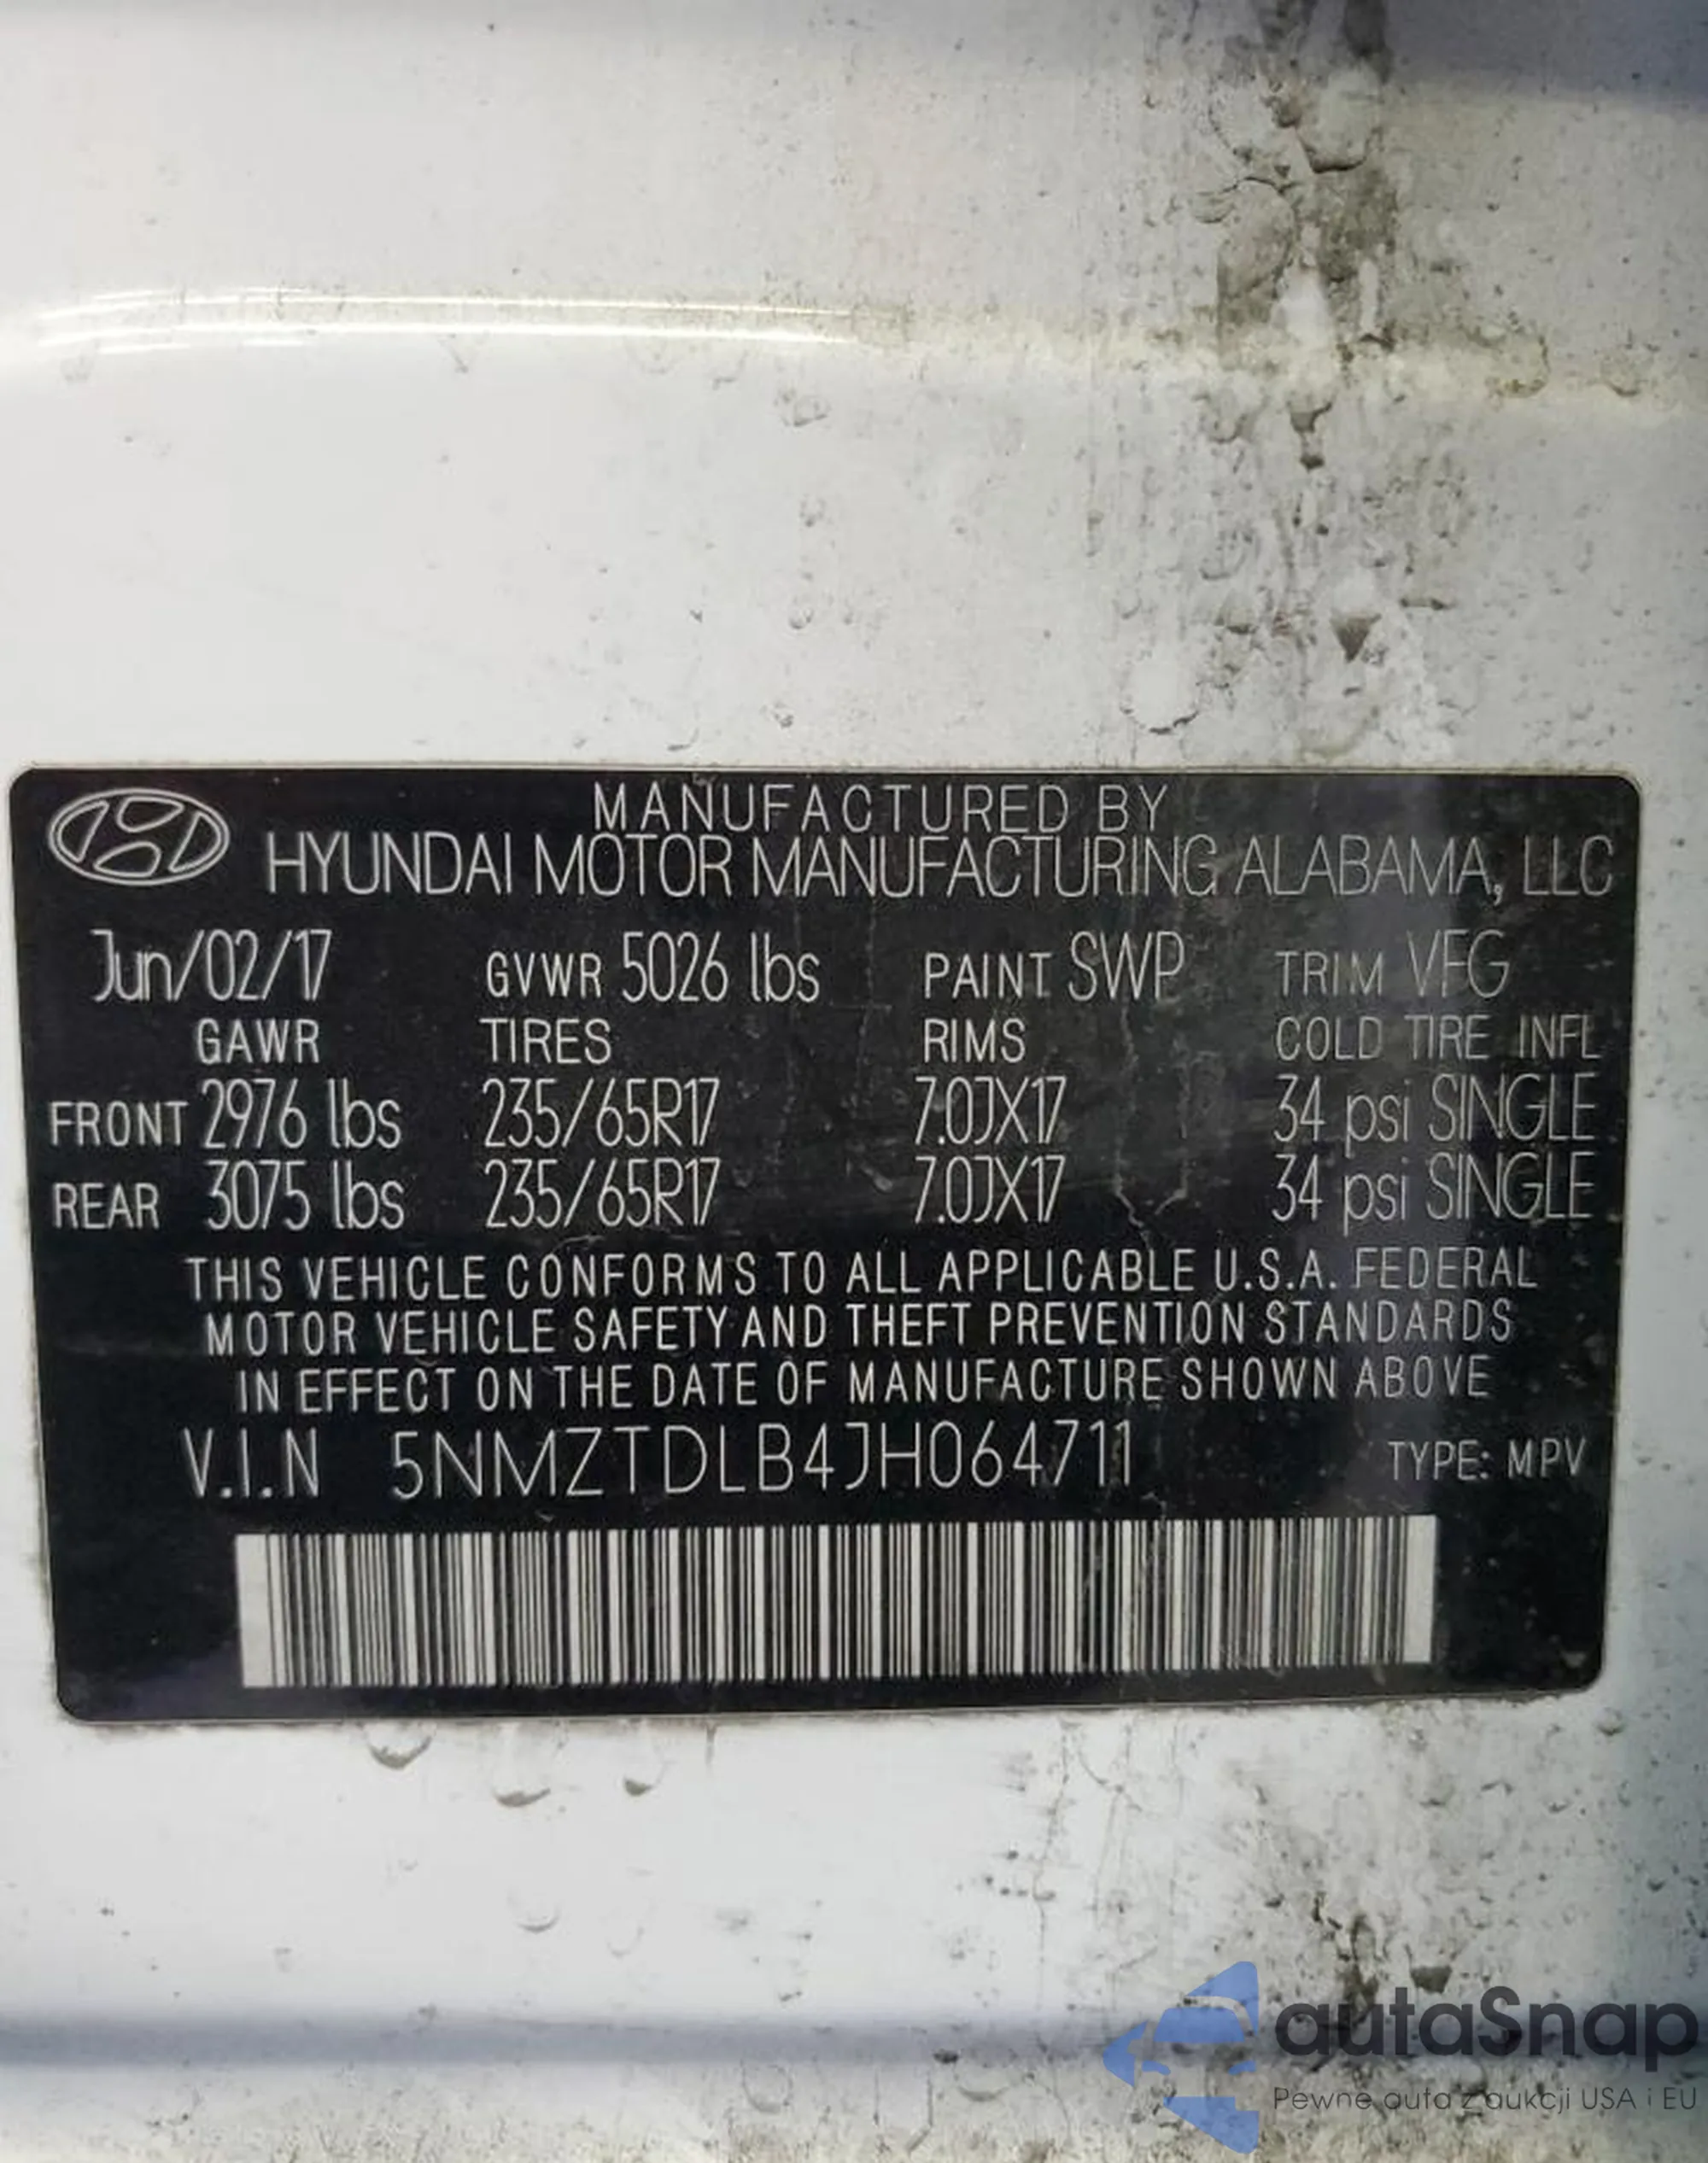 MANUFACTURED BY
HYUNDAI MOTOR MANUFACTURING ALABAMA, LLC
Jun/02/17 GVWR 5026 lbs PAINT SWP TRIM VFG
GAWR TIRES RIMS COLD TIRE INFL
FRONT 2976 lbs 235/65R17 7.0JX17 34 psi SINGLE
REAR 3075 lbs 235/65R17 7.0JX17 34 psi SINGLE
THIS VEHICLE CONFORMS TO ALL APPLICABLE U.S.A. FEDERAL
MOTOR VEHICLE SAFETY AND THEFT PREVENTION STANDARDS
IN EFFECT ON THE DATE OF MANUFACTURE SHOWN ABOVE
V.I.N 5NMZTDLB4JH064711 TYPE: MPV
autaSnap
Pewne auta z aukcji USA i EU